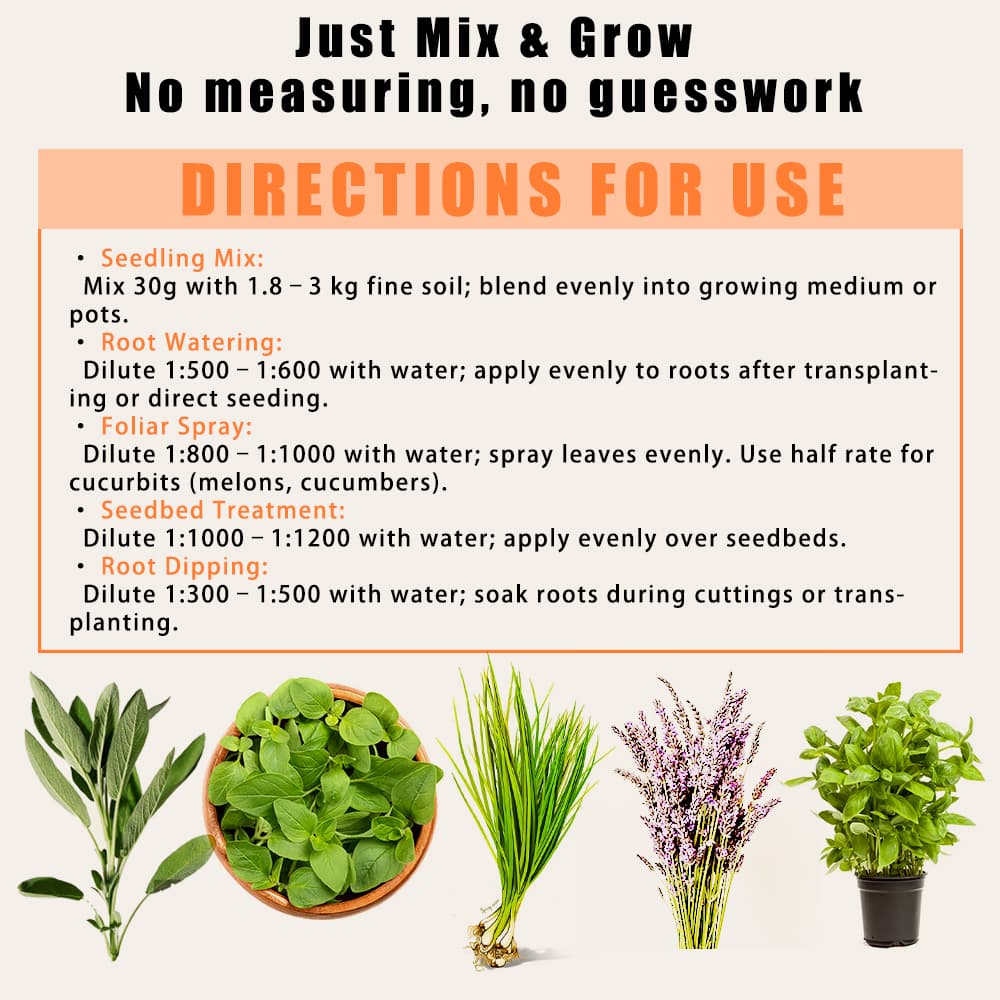 Just Mix & Grow
No measuring, no guesswork
DIRECTIONS FOR USE
• Seedling Mix:
Mix 30g with 1.8 – 3 kg fine soil; blend evenly into growing medium or
pots.
• Root Watering:
Dilute 1:500 – 1:600 with water; apply evenly to roots after transplant-
ing or direct seeding.
• Foliar Spray:
Dilute 1:800 – 1:1000 with water; spray leaves evenly. Use half rate for
cucurbits (melons, cucumbers).
• Seedbed Treatment:
Dilute 1:1000 – 1:1200 with water; apply evenly over seedbeds.
• Root Dipping:
Dilute 1:300 – 1:500 with water; soak roots during cuttings or trans-
planting.